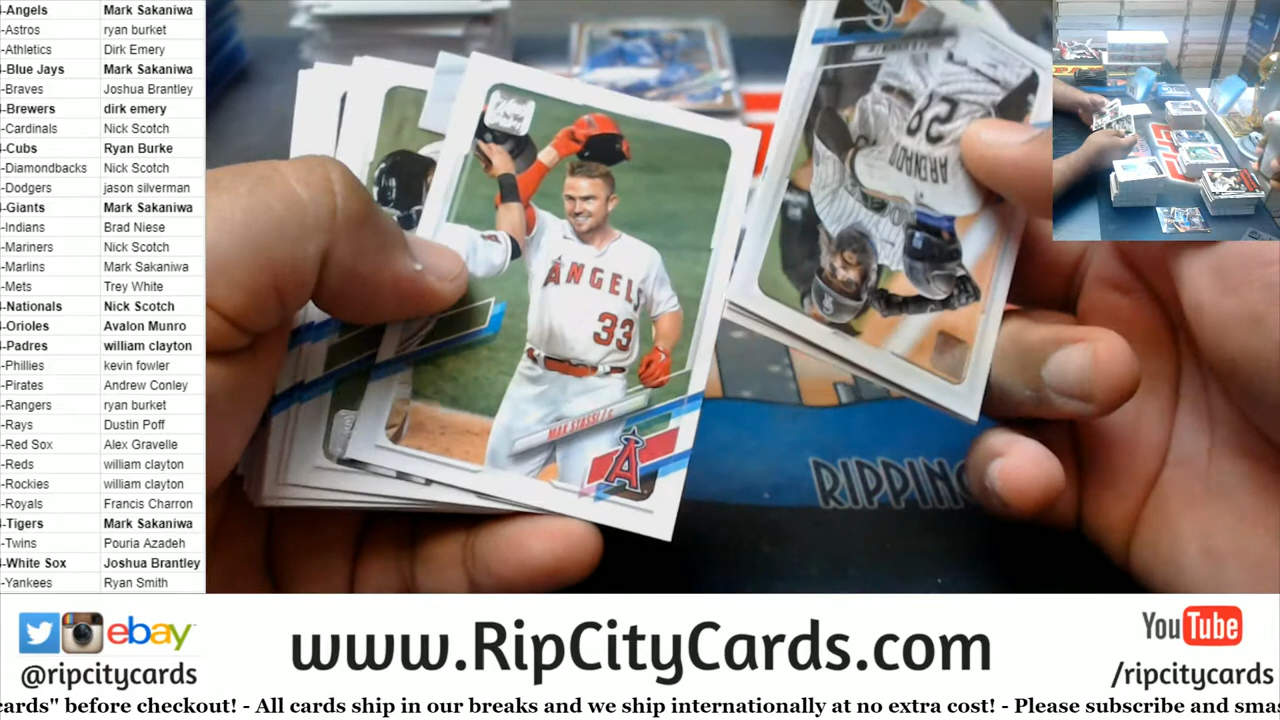 -Angels Mark Sakaniwa
-Astros ryan burket
-Athletics Dirk Emery
-Blue Jays Mark Sakaniwa
-Braves Joshua Brantley
-Brewers dirk emery
-Cardinals Nick Scotch
-Cubs Ryan Burke
-Diamondbacks Nick Scotch
-Dodgers jason silverman
-Giants Mark Sakaniwa
-Indians Brad Niese
-Mariners Nick Scotch
-Marlins Mark Sakaniwa
-Mets Trey White
-Nationals Nick Scotch
-Orioles Avalon Munro
-Padres william clayton
-Phillies kevin fowler
-Pirates Andrew Conley
-Rangers ryan burket
-Rays Dustin Poff
-Red Sox Alex Gravelle
-Reds william clayton
-Rockies william clayton
-Royals Francis Charron
-Tigers Mark Sakaniwa
-Twins Pouria Azadeh
-White Sox Joshua Brantley
-Yankees Ryan Smith
ANGELS
33
MAX STASSI C
A
ARENADO
28
RIPPING
ebay
@ripcitycards
www.RipCityCards.com
YouTube
/ripcitycards
cards" before checkout! - All cards ship in our breaks and we ship internationally at no extra cost! - Please subscribe and smas